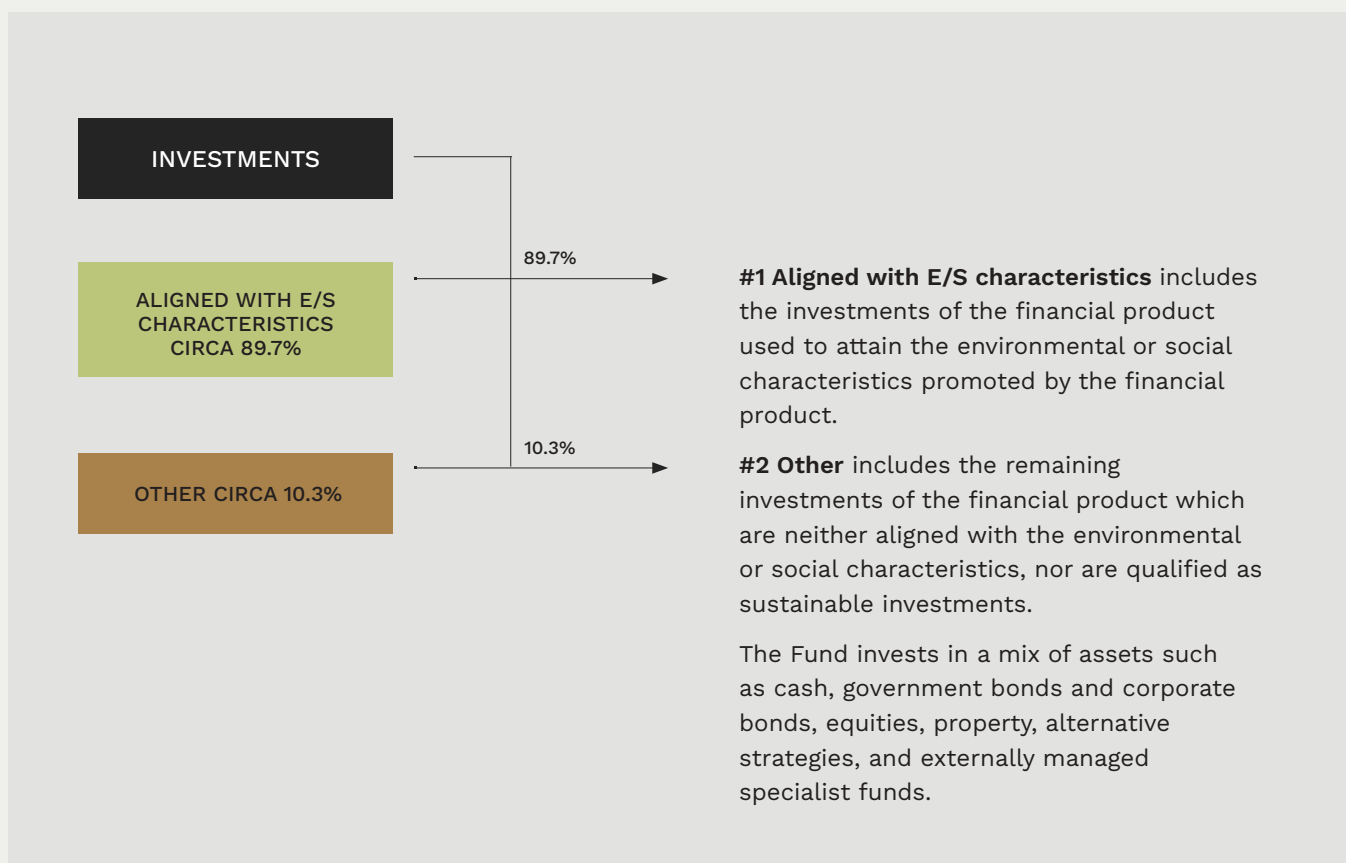 INVESTMENTS
89.7%
ALIGNED WITH E/S
CHARACTERISTICS
CIRCA 89.7%
10.3%
OTHER CIRCA 10.3%
#1 Aligned with E/S characteristics includes
the investments of the financial product
used to attain the environmental or social
characteristics promoted by the financial
product.
#2 Other includes the remaining
investments of the financial product which
are neither aligned with the environmental
or social characteristics, nor are qualified as
sustainable investments.
The Fund invests in a mix of assets such
as cash, government bonds and corporate
bonds, equities, property, alternative
strategies, and externally managed
specialist funds.